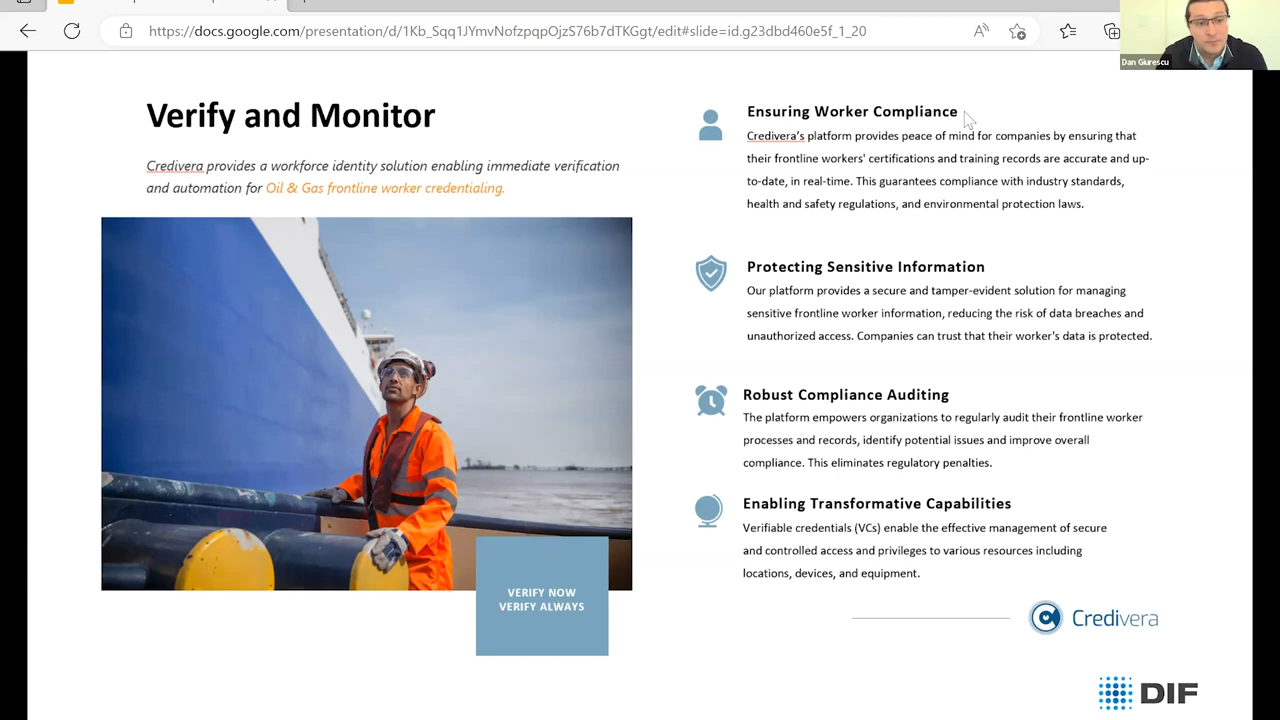 https://docs.google.com/presentation/d/1Kb_Sqq1JYmvNofzpqpOjzS76b7dTKGgt/edit#slide=id.g23dbd460e5f_1_20
Dan Giurescu
Verify and Monitor
Credivera provides a workforce identity solution enabling immediate verification
and automation for Oil & Gas frontline worker credentialing.
VERIFY NOW
VERIFY ALWAYS
Ensuring Worker Compliance
Credivera's platform provides peace of mind for companies by ensuring that
their frontline workers' certifications and training records are accurate and up-
to-date, in real-time. This guarantees compliance with industry standards,
health and safety regulations, and environmental protection laws.
Protecting Sensitive Information
Our platform provides a secure and tamper-evident solution for managing
sensitive frontline worker information, reducing the risk of data breaches and
unauthorized access. Companies can trust that their worker's data is protected.
Robust Compliance Auditing
The platform empowers organizations to regularly audit their frontline worker
processes and records, identify potential issues and improve overall
compliance. This eliminates regulatory penalties.
Enabling Transformative Capabilities
Verifiable credentials (VCs) enable the effective management of secure
and controlled access and privileges to various resources including
locations, devices, and equipment.
Credivera
DIF